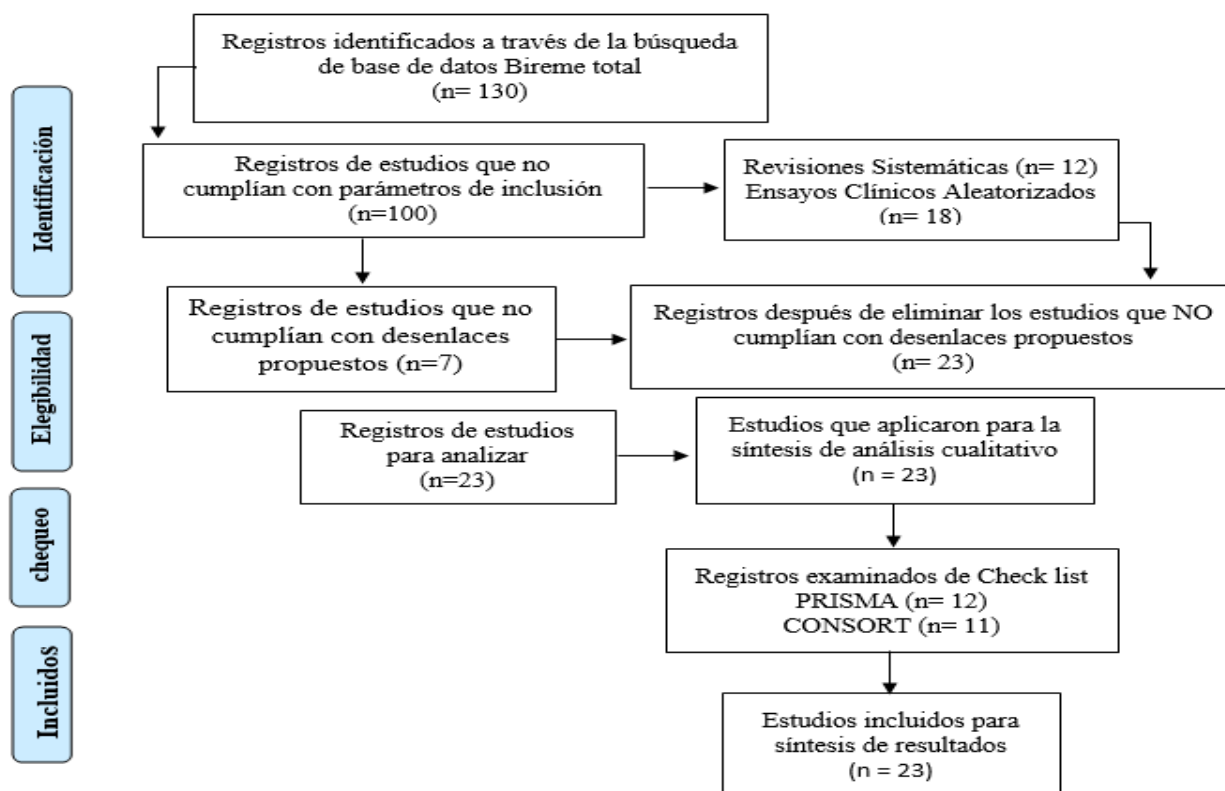 Registros identificados a través de la búsqueda
de base de datos Bireme total
(n= 130)
Identificación
Registros de estudios que no
cumplían con parámetros de inclusión
(n=100)
Revisiones Sistemáticas (n= 12)
Ensayos Clínicos Aleatorizados
(n= 18)
Elegibilidad
Registros de estudios que no
cumplían con desenlaces
propuestos (n=7)
Registros después de eliminar los estudios que NO
cumplían con desenlaces propuestos
(n= 23)
Registros de estudios
para analizar
(n=23)
Estudios que aplicaron para la
síntesis de análisis cualitativo
(n = 23)
chequeo
Registros examinados de Check list
PRISMA (n= 12)
CONSORT (n= 11)
Incluidos
Estudios incluidos para
síntesis de resultados
(n = 23)